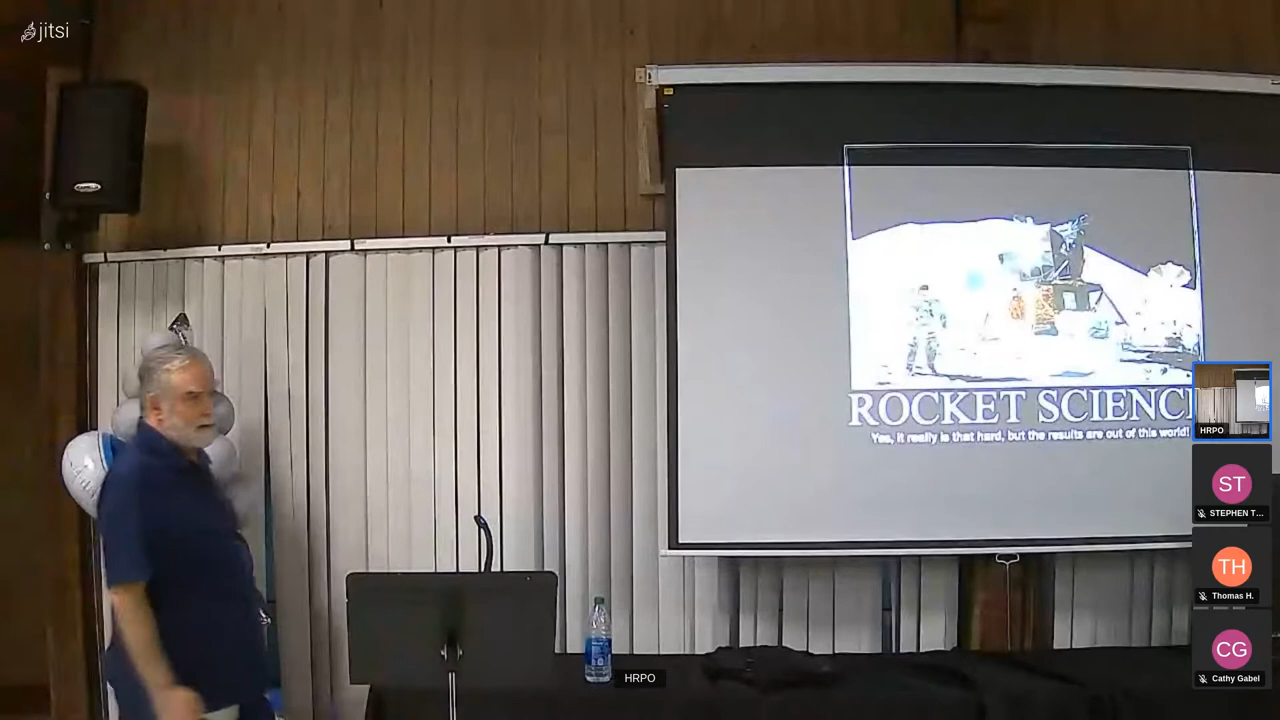 jitsi
ROCKET SCIENC
Yes, it really is that hard, but the results are out of this world!
HRPO
HRPO
ST
STEPHEN T...
TH
Thomas H.
CG
Cathy Gabel